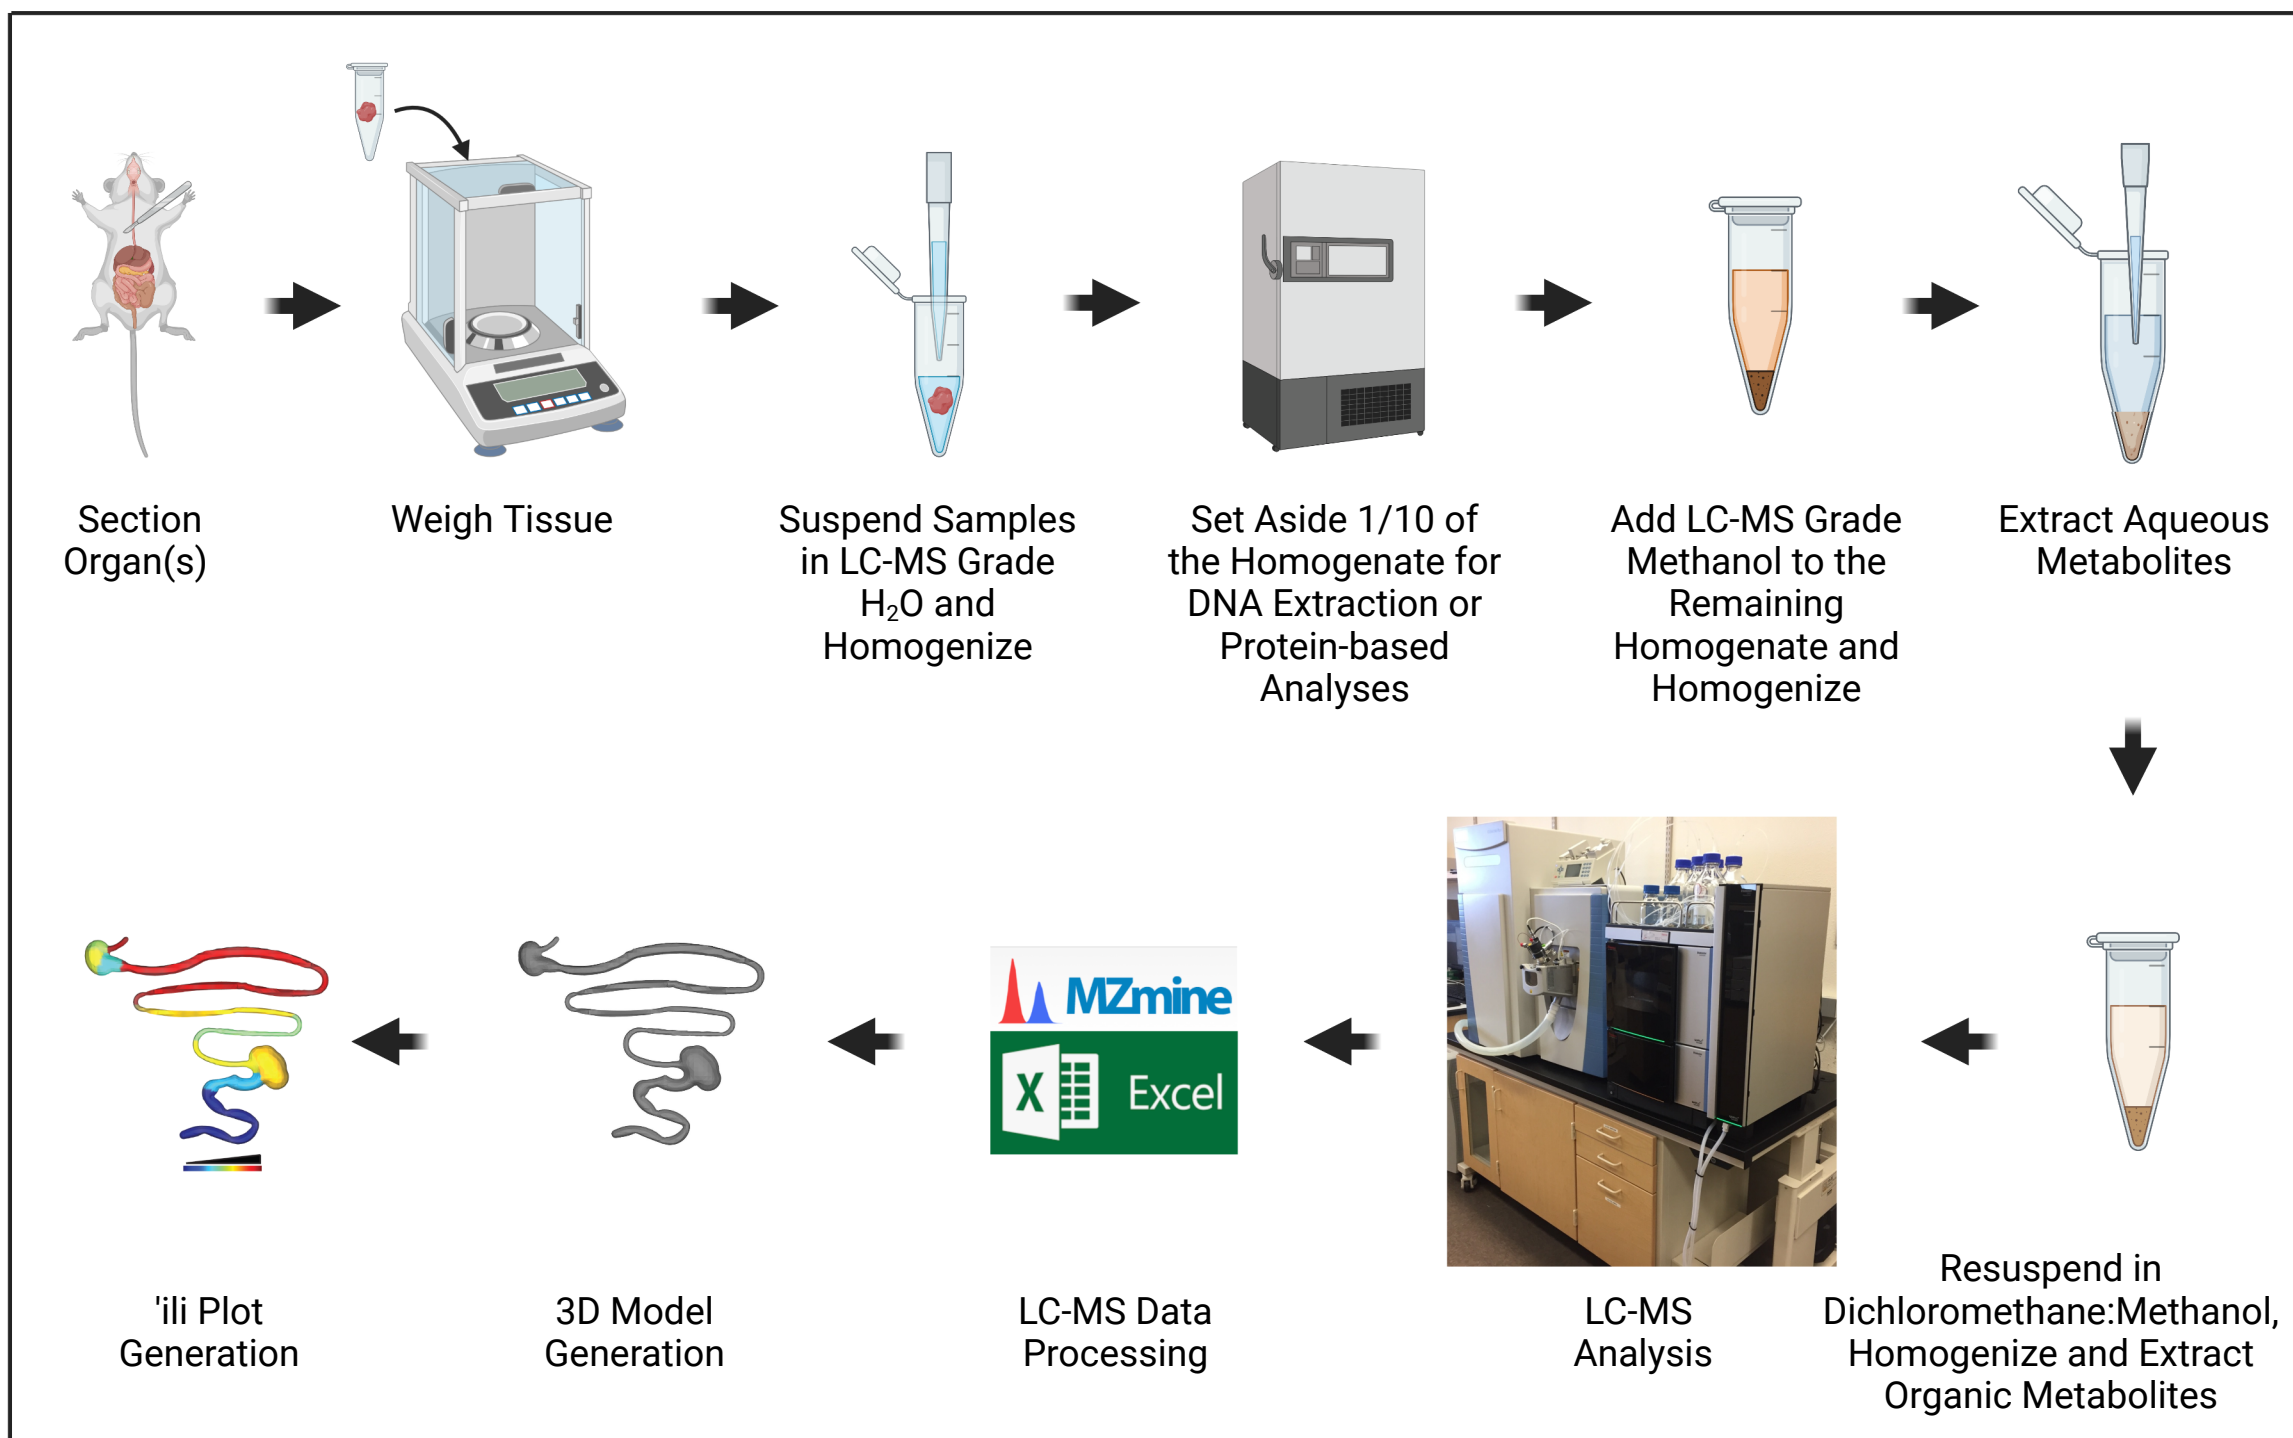 Section
Organ(s)
Weigh Tissue
Suspend Samples
in LC-MS Grade
H₂O and
Homogenize
Set Aside 1/10 of
the Homogenate for
DNA Extraction or
Protein-based
Analyses
Add LC-MS Grade
Methanol to the
Remaining
Homogenate and
Homogenize
Extract Aqueous
Metabolites
Resuspend in
Dichloromethane:Methanol,
Homogenize and Extract
Organic Metabolites
LC-MS
Analysis
MZmine
X Excel
LC-MS Data
Processing
3D Model
Generation
'ili Plot
Generation